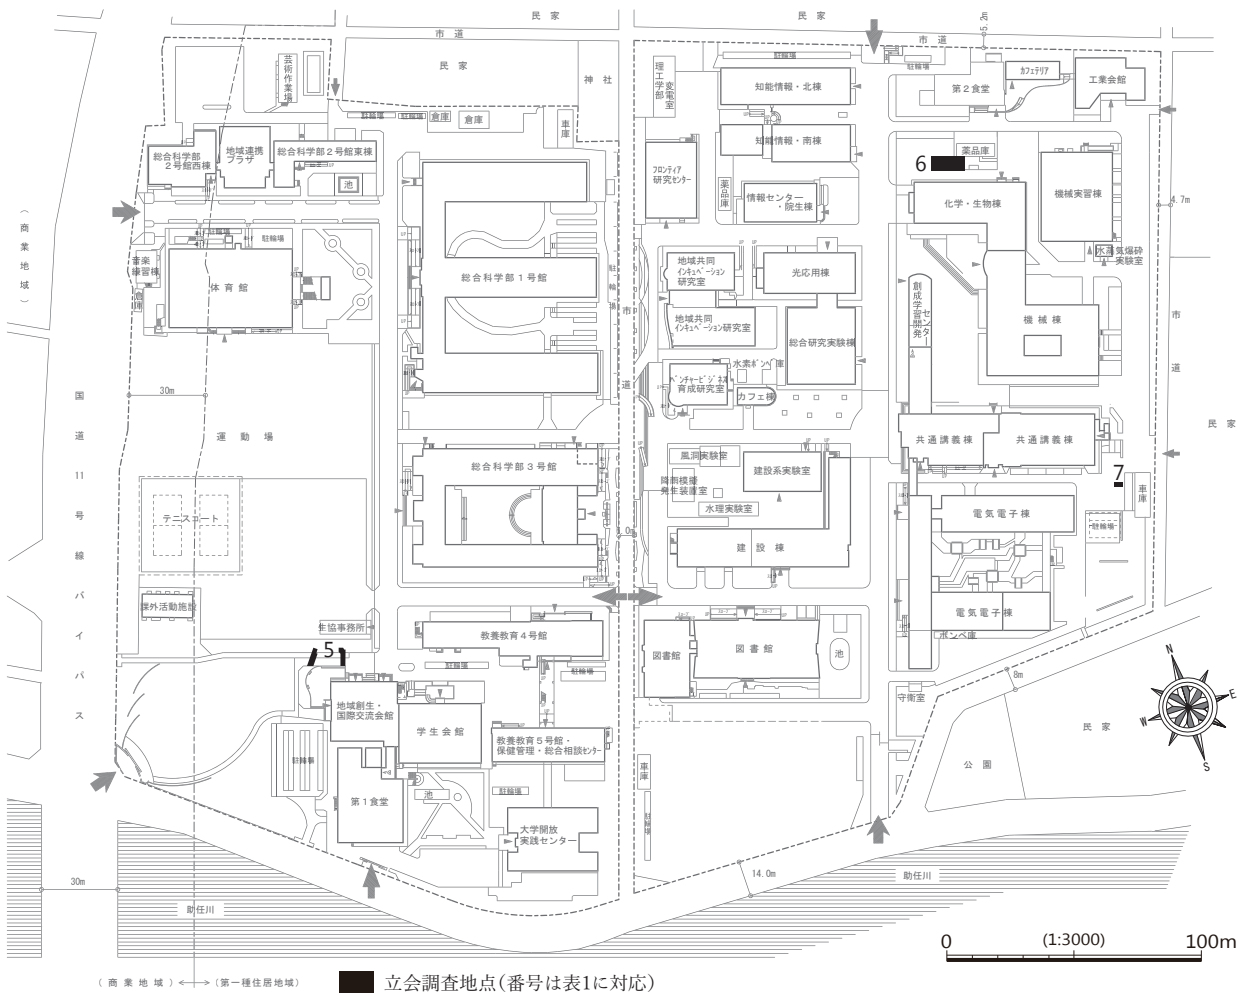 民　家
民　家
市　道
市　道
5.2m
芸術作業場
民　家
神　社
理工学部
変電室
駐輪場
知能情報・北棟
駐輪場
第２食堂
カフェテリア
工業会館
駐輪場
駐輪場
倉庫
倉庫
車庫
知能情報・南棟
総合科学部
２号館西棟
地域連携
プラザ
総合科学部２号館東棟
池
フロンティア
研究センター
薬品庫
情報センター
・院生棟
6
薬品庫
化学・生物棟
機械実習棟
4.7m
（商業地域）
音楽
練習棟
倉庫
駐輪場
駐輪場
体 育 館
総合科学部１号館
駐輪場
市　道
地域共同
インキュベーション
研究室
光応用棟
水蒸気爆砕
実験室
創成学習開発
センター
機 械 棟
地域共同
インキュベーション研究室
総合研究実験棟
市　道
水素ボンベ庫
ベンチャービジネス
育成研究室
カフェ棟
30m
国道11号線バイパス
運　動　場
共通講義棟
共通講義棟
民　家
総合科学部３号館
風洞実験室
建設系実験室
降雨模擬
発生装置室
水理実験室
7
車庫
テニスコート
電気電子棟
駐輪場
建　設　棟
課外活動施設
電気電子棟
生協事務所
教養教育４号館
ボンベ庫
5
図書館
図 書 館
池
駐輪場
駐輪場
8m
守衛室
N
E
W
S
地域創生・
国際交流会館
学生会館
教養教育５号館・
保健管理・総合相談センター
民　家
公　園
駐輪場
車庫
第１食堂
池
駐輪場
駐輪場
大学開放
実践センター
30m
14.0m
助任川
助任川
0
(1:3000)
100m
（商業地域）
（第一種住居地域）
立会調査地点(番号は表1に対応)